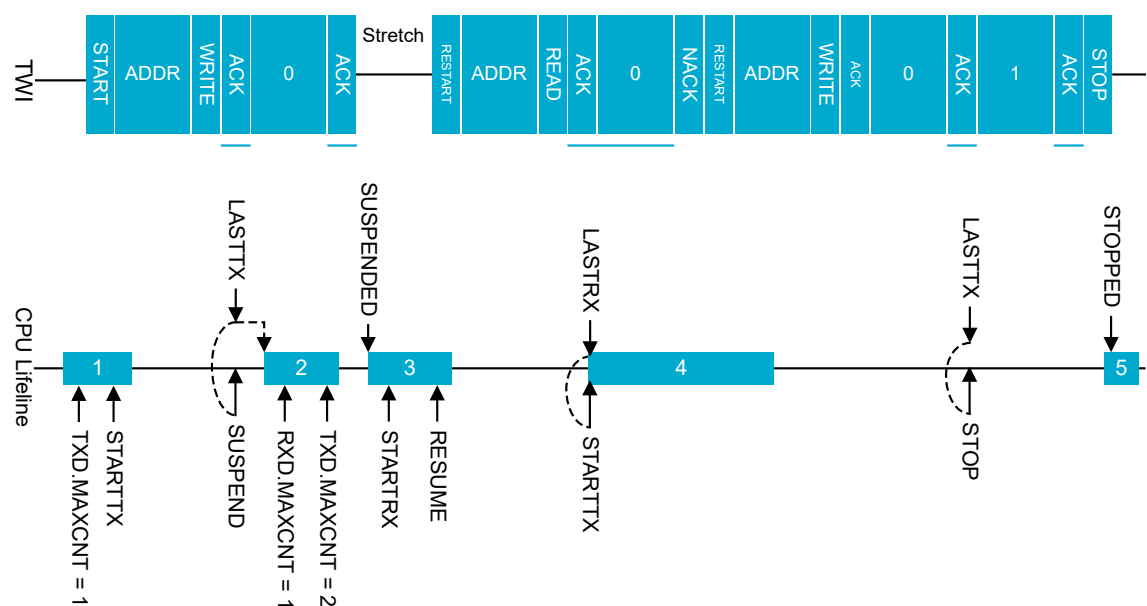 TWI
START
ADDR
WRITE
ACK
0
ACK
Stretch
RESTART
ADDR
READ
ACK
0
NACK
RESTART
ADDR
WRITE
ACK
0
ACK
1
ACK
STOP
LASTTX
SUSPENDED
LASTRX
LASTTX
STOPPED
CPU Lifeline
1
2
3
4
5
TXD.MAXCNT = 1
STARTTX
SUSPEND
RXD.MAXCNT = 1
TXD.MAXCNT = 2
STARTRX
RESUME
STARTTX
STOP